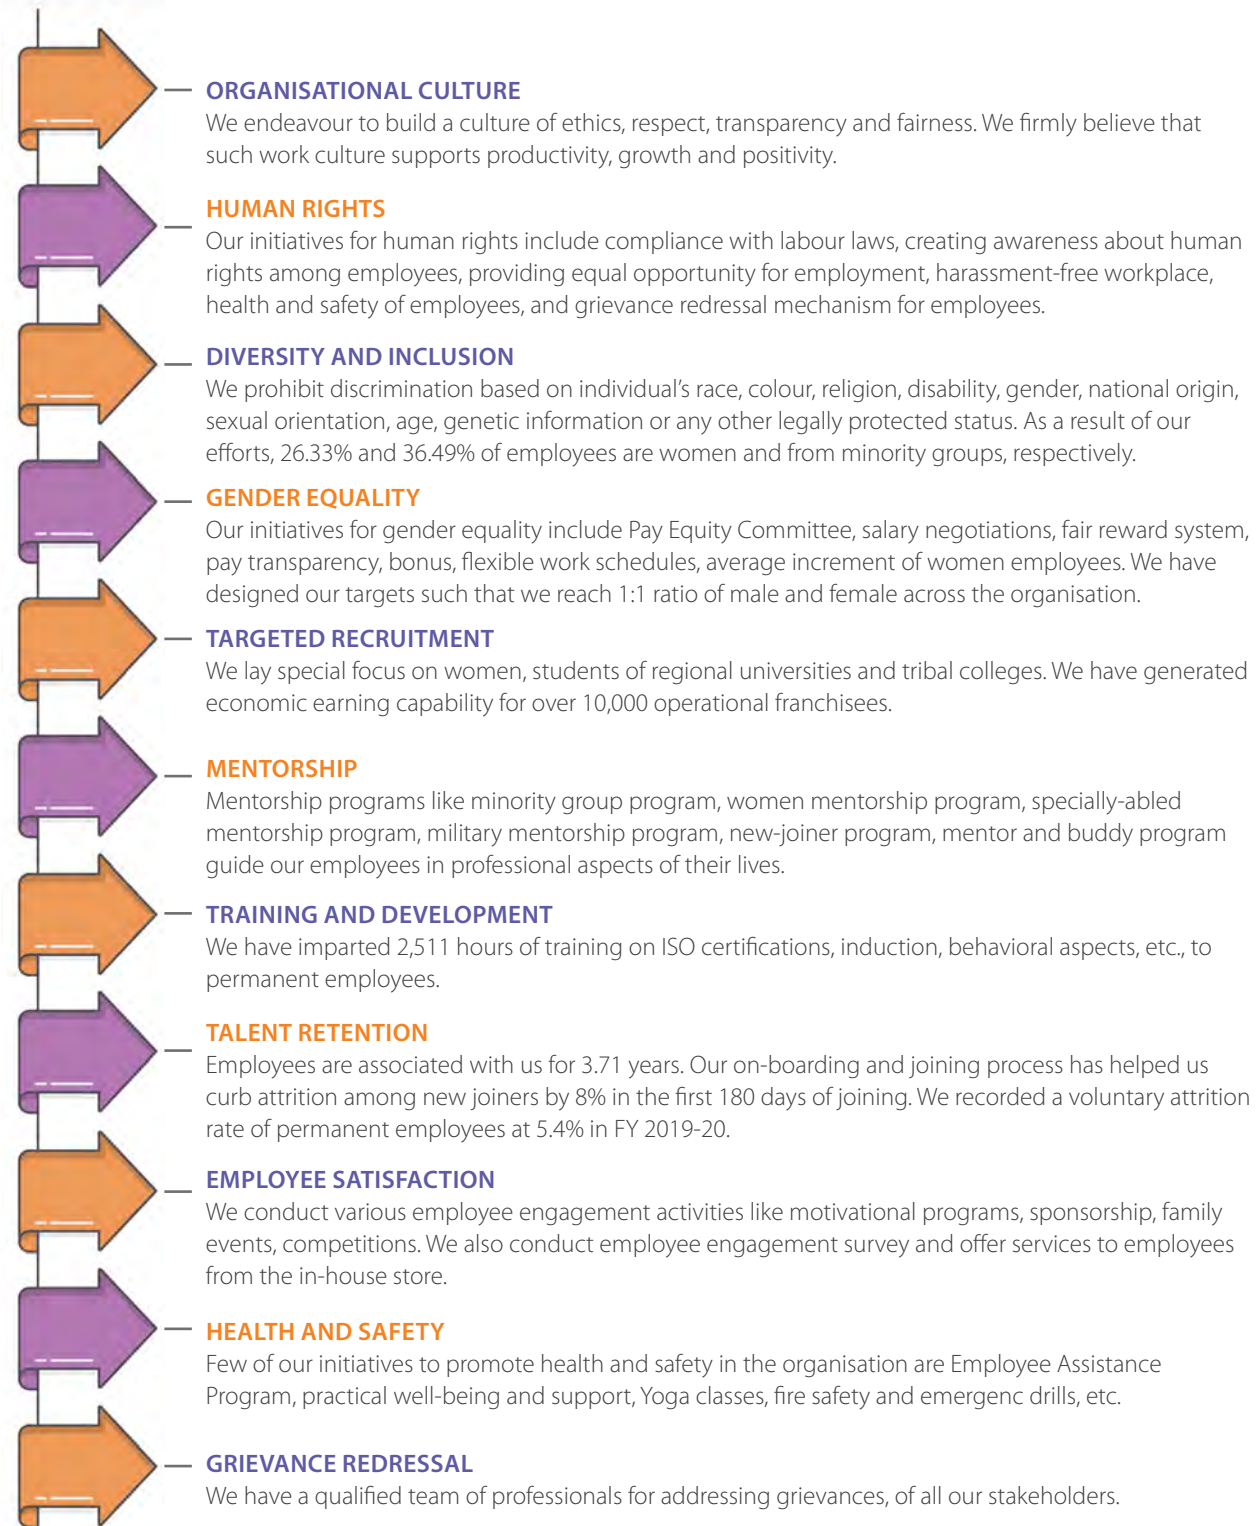 ORGANISATIONAL CULTURE
We endeavour to build a culture of ethics, respect, transparency and fairness. We firmly believe that
such work culture supports productivity, growth and positivity.
HUMAN RIGHTS
Our initiatives for human rights include compliance with labour laws, creating awareness about human
rights among employees, providing equal opportunity for employment, harassment-free workplace,
health and safety of employees, and grievance redressal mechanism for employees.
DIVERSITY AND INCLUSION
We prohibit discrimination based on individual's race, colour, religion, disability, gender, national origin,
sexual orientation, age, genetic information or any other legally protected status. As a result of our
efforts, 26.33% and 36.49% of employees are women and from minority groups, respectively.
GENDER EQUALITY
Our initiatives for gender equality include Pay Equity Committee, salary negotiations, fair reward system,
pay transparency, bonus, flexible work schedules, average increment of women employees. We have
designed our targets such that we reach 1:1 ratio of male and female across the organisation.
TARGETED RECRUITMENT
We lay special focus on women, students of regional universities and tribal colleges. We have generated
economic earning capability for over 10,000 operational franchisees.
MENTORSHIP
Mentorship programs like minority group program, women mentorship program, specially-abled
mentorship program, military mentorship program, new-joiner program, mentor and buddy program
guide our employees in professional aspects of their lives.
TRAINING AND DEVELOPMENT
We have imparted 2,511 hours of training on ISO certifications, induction, behavioral aspects, etc., to
permanent employees.
TALENT RETENTION
Employees are associated with us for 3.71 years. Our on-boarding and joining process has helped us
curb attrition among new joiners by 8% in the first 180 days of joining. We recorded a voluntary attrition
rate of permanent employees at 5.4% in FY 2019-20.
EMPLOYEE SATISFACTION
We conduct various employee engagement activities like motivational programs, sponsorship, family
events, competitions. We also conduct employee engagement survey and offer services to employees
from the in-house store.
HEALTH AND SAFETY
Few of our initiatives to promote health and safety in the organisation are Employee Assistance
Program, practical well-being and support, Yoga classes, fire safety and emergenc drills, etc.
GRIEVANCE REDRESSAL
We have a qualified team of professionals for addressing grievances, of all our stakeholders.